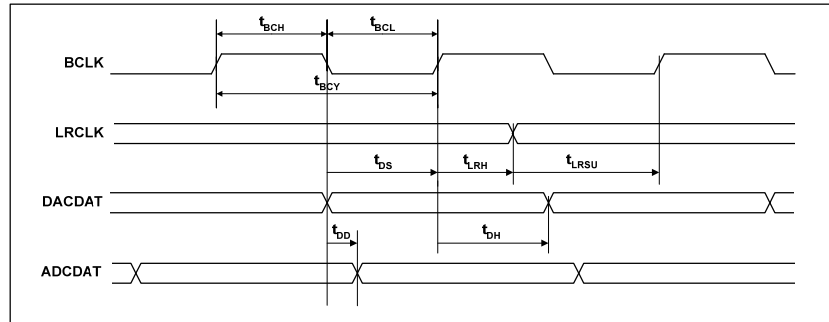 tBCH tBCL
BCLK
tBCY
LRCLK
tDS tLRH tLRSU
DACDAT
tDD tDH
ADCDAT